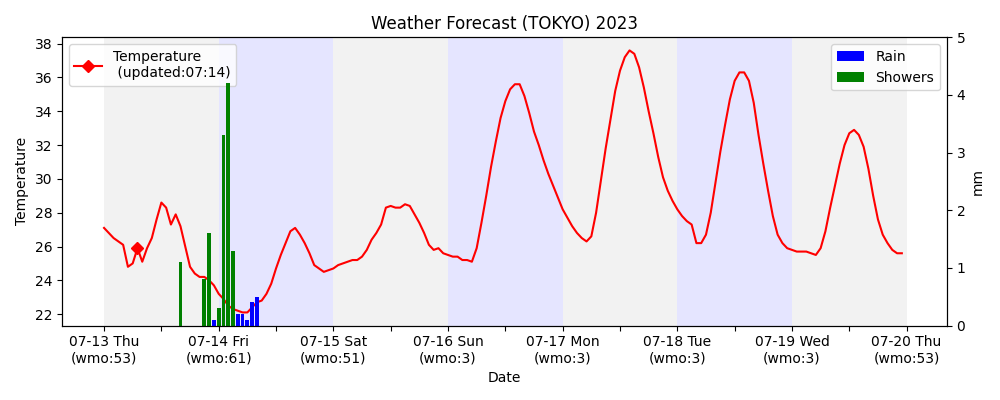 Weather Forecast (TOKYO) 2023
Temperature
(updated:07:14)
Rain
Showers
38
36
34
32
30
28
26
24
22
Temperature
5
4
3
2
1
0
mm
07-13 Thu
(wmo:53)
07-14 Fri
(wmo:61)
07-15 Sat
(wmo:51)
07-16 Sun
(wmo:3)
07-17 Mon
(wmo:3)
07-18 Tue
(wmo:3)
07-19 Wed
(wmo:3)
07-20 Thu
(wmo:53)
Date